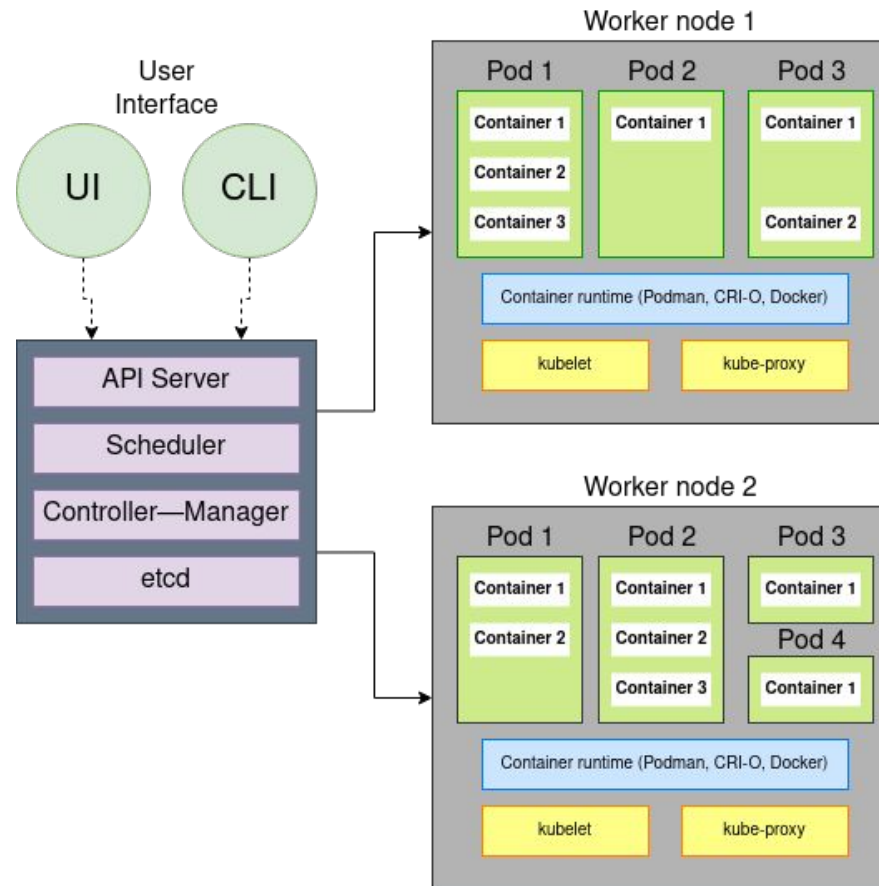 User
Interface
UI
CLI
API Server
Scheduler
Controller—Manager
etcd
Worker node 1
Pod 1
Pod 2
Pod 3
Container 1
Container 2
Container 3
Container 1
Container 1
Container 2
Container runtime (Podman, CRI-O, Docker)
kubelet
kube-proxy
Worker node 2
Pod 1
Pod 2
Pod 3
Container 1
Container 2
Container 1
Container 2
Container 3
Container 1
Pod 4
Container 1
Container runtime (Podman, CRI-O, Docker)
kubelet
kube-proxy